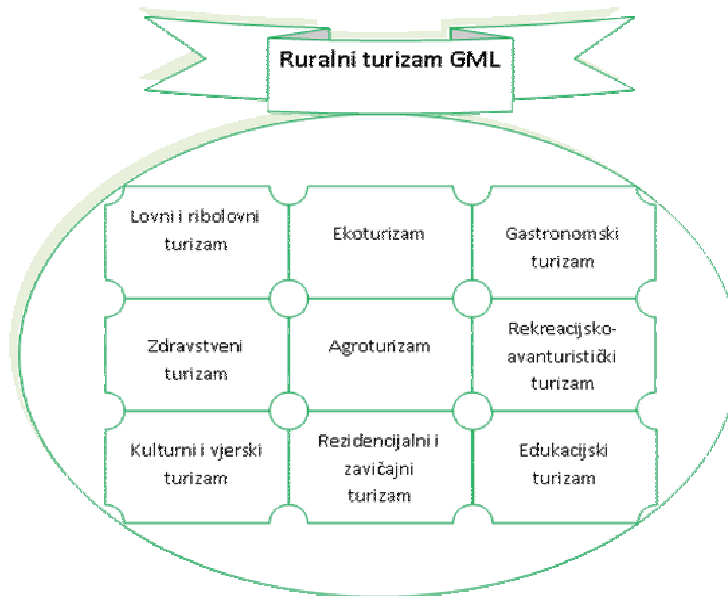 Ruralni turizam GML
Lovni i ribolovni
turizam
Ekoturizam
Gastronomski
turizam
Zdravstveni
turizam
Agroturizam
Rekreacijsko-
avanturistički
turizam
Kulturni i vjerski
turizam
Rezidencijalni i
zavičajni
turizam
Edukacijski
turizam